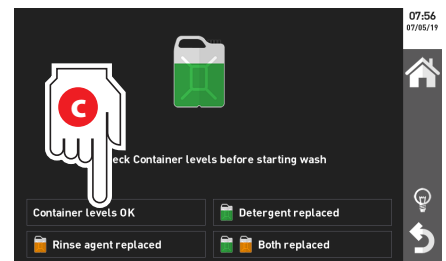 07:56
07/05/19
C
eck Container levels before starting wash
Container levels OK
Detergent replaced
Rinse agent replaced
Both replaced